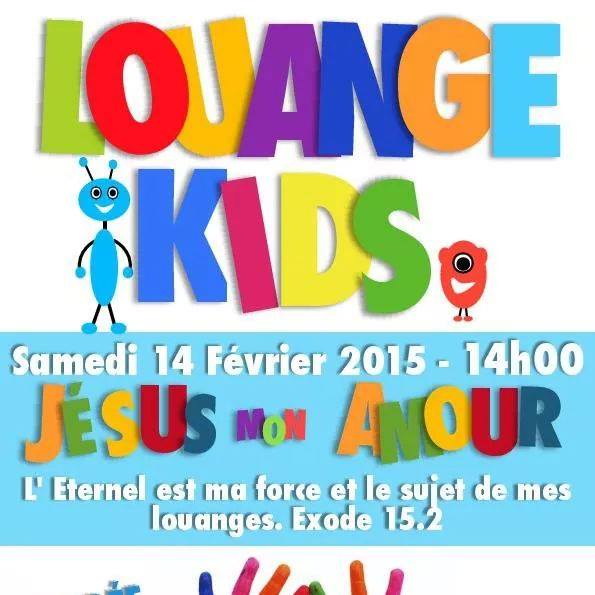 LOUANGE
KIDS
Samedi 14 Février 2015 - 14h00
JÉSUS MON AMOUR
L' Eternel est ma force et le sujet de mes
louanges. Exode 15.2